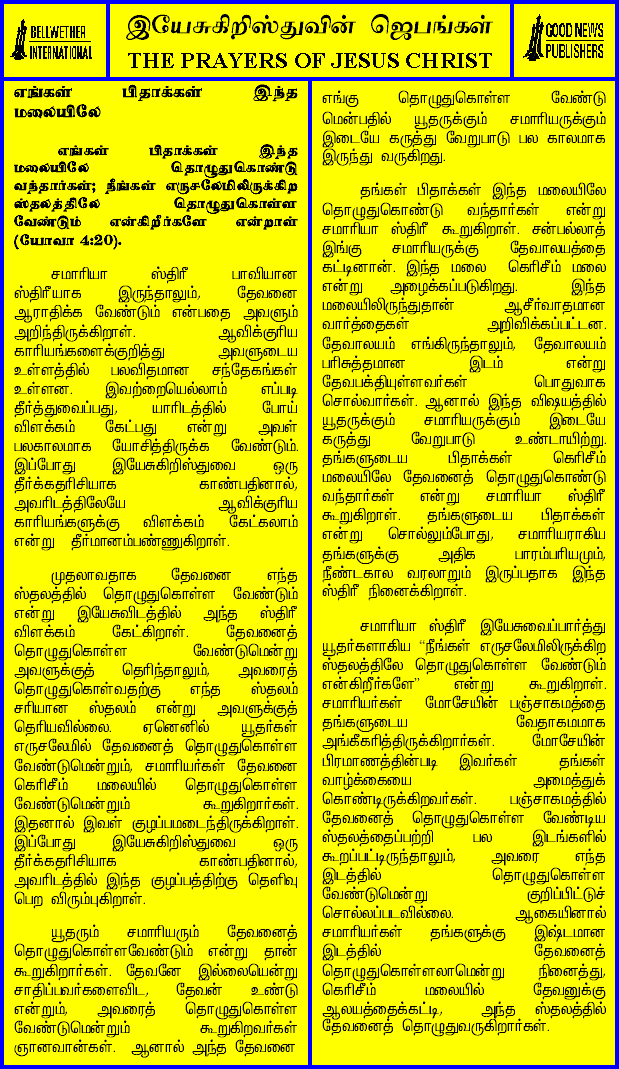 BELLWETHER
INTERNATIONAL
இயேசுகிறிஸ்துவின் ஜெபங்கள்
THE PRAYERS OF JESUS CHRIST
GOOD NEWS
PUBLISHERS
எங்கள் பிதாக்கள் இந்த
மலையிலே
எங்கள் பிதாக்கள் இந்த
மலையிலே தொழுதுகொண்டு
வந்தார்கள்; நீங்கள் எருசலேமிலிருக்கிற
ஸ்தலத்திலே தொழுதுகொள்ள
வேண்டும் என்கிறீர்களே என்றாள்
(யோவா 4:20).
சமாரியா ஸ்திரீ பாவியான
ஸ்திரீயாக இருந்தாலும், தேவனை
ஆராதிக்க வேண்டும் என்பதை அவளும்
அறிந்திருக்கிறாள். ஆவிக்குரிய
காரியங்களைக்குறித்து அவளுடைய
உள்ளத்தில் பலவிதமான சந்தேகங்கள்
உள்ளன. இவற்றையெல்லாம் எப்படி
தீர்த்துவைப்பது, யாரிடத்தில் போய்
விளக்கம் கேட்பது என்று அவள்
பலகாலமாக யோசித்திருக்க வேண்டும்.
இப்போது இயேசுகிறிஸ்துவை ஒரு
தீர்க்கதரிசியாக காண்பதினால்,
அவரிடத்திலேயே ஆவிக்குரிய
காரியங்களுக்கு விளக்கம் கேட்கலாம்
என்று தீர்மானம்பண்ணுகிறாள்.
முதலாவதாக தேவனை எந்த
ஸ்தலத்தில் தொழுதுகொள்ள வேண்டும்
என்று இயேசுவிடத்தில் அந்த ஸ்திரீ
விளக்கம் கேட்கிறாள். தேவனைத்
தொழுதுகொள்ள வேண்டுமென்று
அவளுக்குத் தெரிந்தாலும், அவரைத்
தொழுதுகொள்வதற்கு எந்த ஸ்தலம்
சரியான ஸ்தலம் என்று அவளுக்குத்
தெரியவில்லை. ஏனெனில் யூதர்கள்
எருசலேமில் தேவனைத் தொழுதுகொள்ள
வேண்டுமென்றும், சமாரியர்கள் தேவனை
கெரிசீம் மலையில் தொழுதுகொள்ள
வேண்டுமென்றும் கூறுகிறார்கள்.
இதனால் இவள் குழப்பமடைந்திருக்கிறாள்.
இப்போது இயேசுகிறிஸ்துவை ஒரு
தீர்க்கதரிசியாக காண்பதினால்,
அவரிடத்தில் இந்த குழப்பத்திற்கு தெளிவு
பெற விரும்புகிறாள்.
யூதரும் சமாரியரும் தேவனைத்
தொழுதுகொள்ளவேண்டும் என்று தான்
கூறுகிறார்கள். தேவனே இல்லையென்று
சாதிப்பவர்களைவிட, தேவன் உண்டு
என்றும், அவரைத் தொழுதுகொள்ள
வேண்டுமென்றும் கூறுகிறவர்கள்
ஞானவான்கள். ஆனால் அந்த தேவனை
எங்கு தொழுதுகொள்ள வேண்டு
மென்பதில் யூதருக்கும் சமாரியருக்கும்
இடையே கருத்து வேறுபாடு பல காலமாக
இருந்து வருகிறது.
தங்கள் பிதாக்கள் இந்த மலையிலே
தொழுதுகொண்டு வந்தார்கள் என்று
சமாரியா ஸ்திரீ கூறுகிறாள். சன்பல்லாத்
இங்கு சமாரியருக்கு தேவாலயத்தை
கட்டினான். இந்த மலை கெரிசீம் மலை
என்று அழைக்கப்படுகிறது. இந்த
மலையிலிருந்துதான் ஆசீர்வாதமான
வார்த்தைகள் அறிவிக்கப்பட்டன.
தேவாலயம் எங்கிருந்தாலும், தேவாலயம்
பரிசுத்தமான இடம் என்று
தேவபக்தியுள்ளவர்கள் பொதுவாக
சொல்வார்கள். ஆனால் இந்த விஷயத்தில்
யூதருக்கும் சமாரியருக்கும் இடையே
கருத்து வேறுபாடு உண்டாயிற்று.
தங்களுடைய பிதாக்கள் கெரிசீம்
மலையிலே தேவனைத் தொழுதுகொண்டு
வந்தார்கள் என்று சமாரியா ஸ்திரீ
கூறுகிறாள். தங்களுடைய பிதாக்கள்
என்று சொல்லும்போது, சமாரியராகிய
தங்களுக்கு அதிக பாரம்பரியமும்,
நீண்டகால வரலாறும் இருப்பதாக இந்த
ஸ்திரீ நினைக்கிறாள்.
சமாரியா ஸ்திரீ இயேசுவைப்பார்த்து
யூதர்களாகிய “நீங்கள் எருசலேமிலிருக்கிற
ஸ்தலத்திலே தொழுதுகொள்ள வேண்டும்
என்கிறீர்களே” என்று கூறுகிறாள்.
சமாரியர்கள் மோசேயின் பஞ்சாகமத்தை
தங்களுடைய வேதாகமமாக
அங்கீகரித்திருக்கிறார்கள். மோசேயின்
பிரமாணத்தின்படி இவர்கள் தங்கள்
வாழ்க்கையை அமைத்துக்
கொண்டிருக்கிறவர்கள். பஞ்சாகமத்தில்
தேவனைத் தொழுதுகொள்ள வேண்டிய
ஸ்தலத்தைப்பற்றி பல இடங்களில்
கூறப்பட்டிருந்தாலும், அவரை எந்த
இடத்தில் தொழுதுகொள்ள
வேண்டுமென்று குறிப்பிட்டுச்
சொல்லப்படவில்லை. ஆகையினால்
சமாரியர்கள் தங்களுக்கு இஷ்டமான
இடத்தில் தேவனைத்
தொழுதுகொள்ளலாமென்று நினைத்து,
கெரிசீம் மலையில் தேவனுக்கு
ஆலயத்தைக்கட்டி, அந்த ஸ்தலத்தில்
தேவனைத் தொழுதுவருகிறார்கள்.